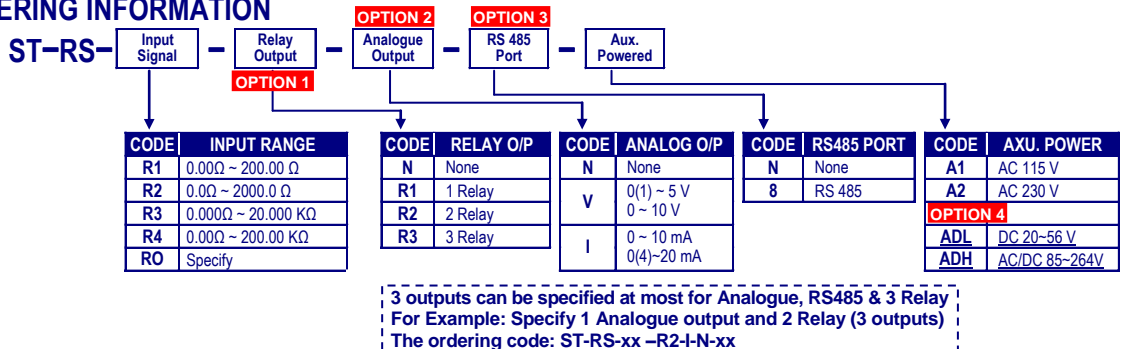 ERING INFORMATION
OPTION 2 OPTION 3
ST–RS– Input Signal – Relay Output – Analogue Output – RS 485 Port – Aux. Powered
OPTION 1
CODE INPUT RANGE
R1 0.00Ω ~ 200.00 Ω
R2 0.0Ω ~ 2000.0 Ω
R3 0.000Ω ~ 20.000 KΩ
R4 0.00Ω ~ 200.00 KΩ
RO Specify
CODE RELAY O/P
N None
R1 1 Relay
R2 2 Relay
R3 3 Relay
CODE ANALOG O/P
N None
V 0(1) ~ 5 V
0 ~ 10 V
I 0 ~ 10 mA
0(4)~20 mA
CODE RS485 PORT
N None
8 RS 485
CODE AXU. POWER
A1 AC 115 V
A2 AC 230 V
OPTION 4
ADL DC 20~56 V
ADH AC/DC 85~264V
3 outputs can be specified at most for Analogue, RS485 & 3 Relay
For Example: Specify 1 Analogue output and 2 Relay (3 outputs)
The ordering code: ST-RS-xx –R2-I-N-xx